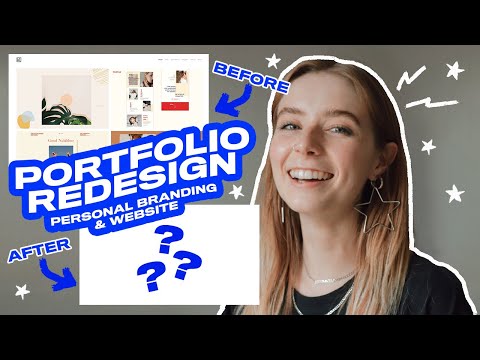 BEFORE
PORTFOLIO
REDESIGN
PERSONAL BRANDING
& WEBSITE
AFTER
? ? ?